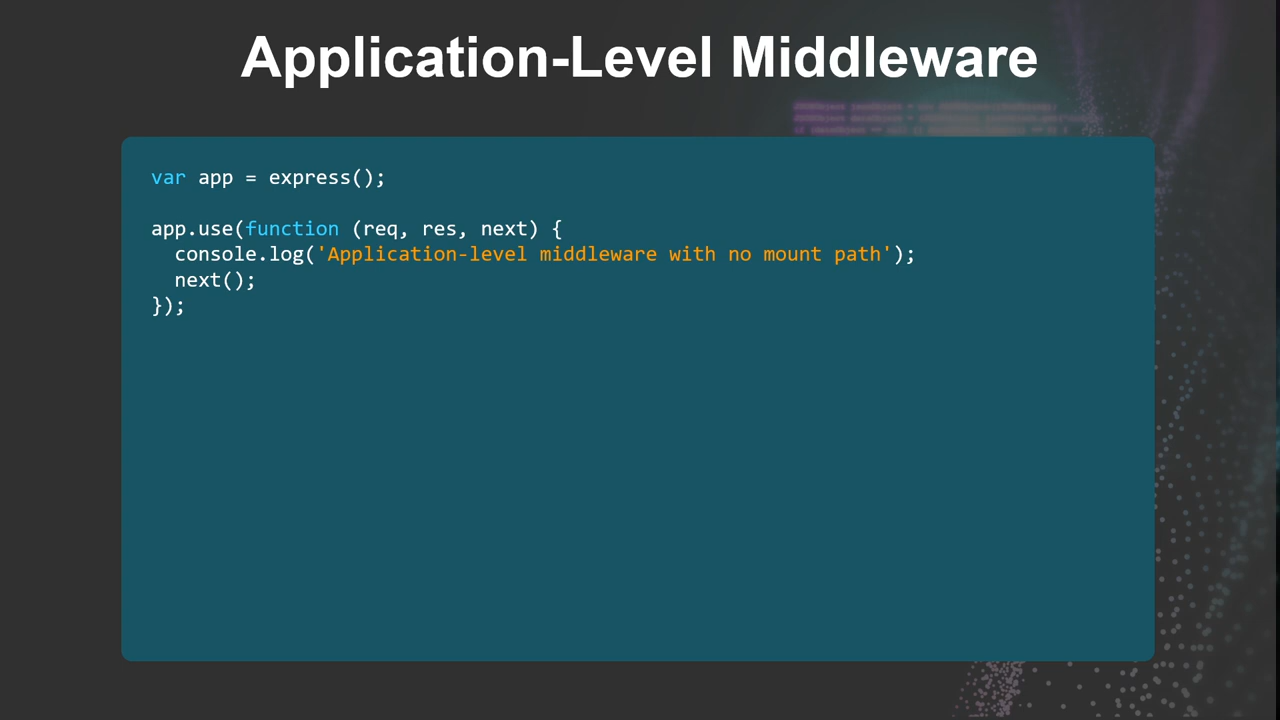 Application-Level Middleware
var app = express();
app.use(function (req, res, next) {
  console.log('Application-level middleware with no mount path');
  next();
});